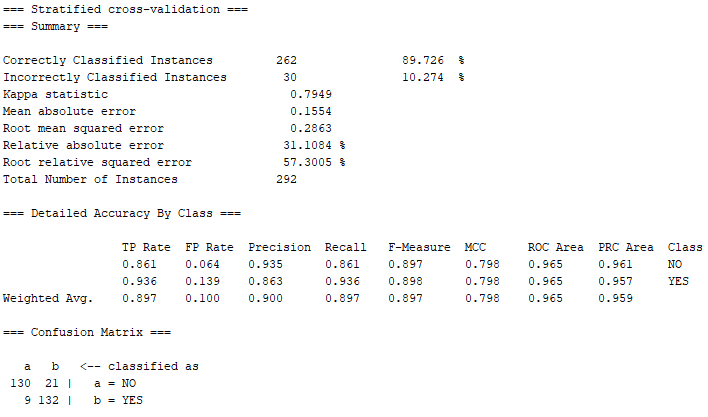 === Stratified cross-validation ===
=== Summary ===
Correctly Classified Instances 262 89.726 %
Incorrectly Classified Instances 30 10.274 %
Kappa statistic 0.7949
Mean absolute error 0.1554
Root mean squared error 0.2863
Relative absolute error 31.1084 %
Root relative squared error 57.3005 %
Total Number of Instances 292
=== Detailed Accuracy By Class ===
TP Rate FP Rate Precision Recall F-Measure MCC ROC Area PRC Area Class
0.861 0.064 0.935 0.861 0.897 0.798 0.965 0.961 NO
0.936 0.139 0.863 0.936 0.898 0.798 0.965 0.957 YES
Weighted Avg. 0.897 0.100 0.900 0.897 0.897 0.798 0.965 0.959
=== Confusion Matrix ===
a b <-- classified as
130 21 | a = NO
9 132 | b = YES